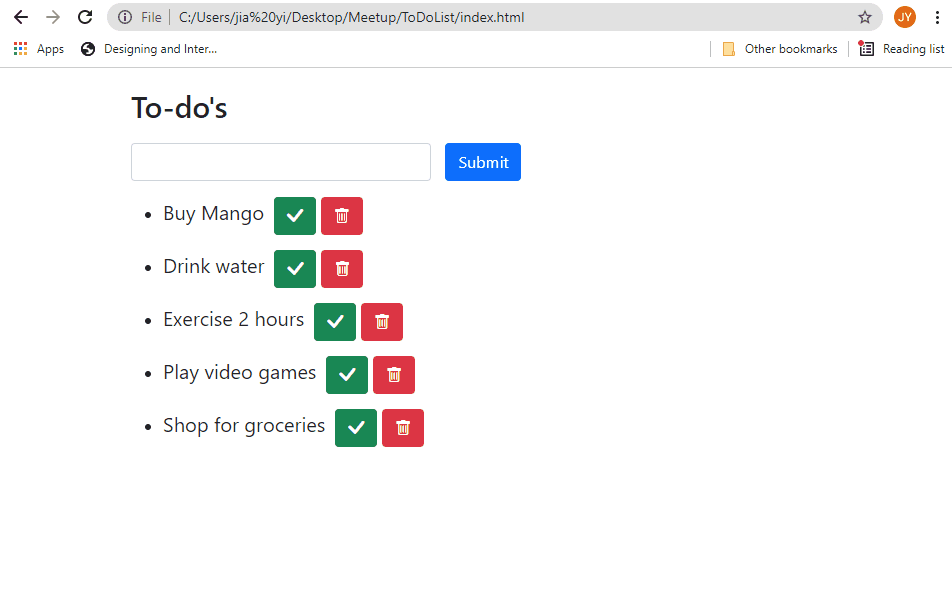 File C:/Users/jia%20yi/Desktop/Meetup/ToDoList/index.html JY
Apps Designing and Inter... Other bookmarks Reading list
To-do's
Submit
Buy Mango
Drink water
Exercise 2 hours
Play video games
Shop for groceries